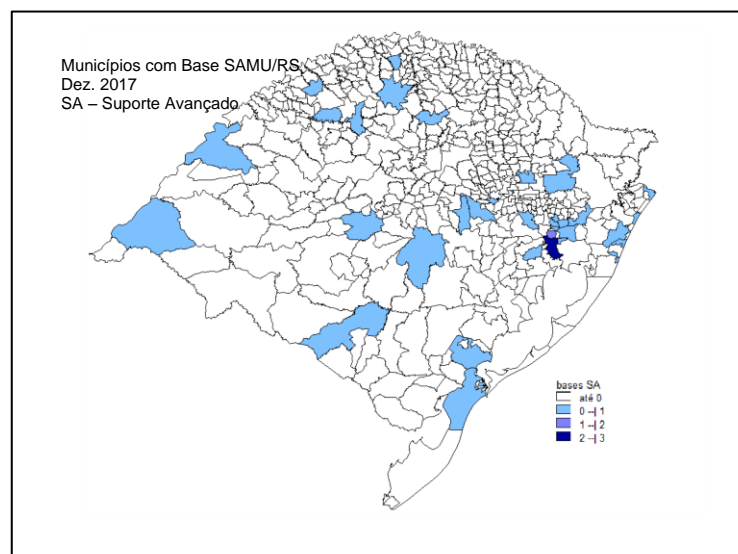 Municípios com Base SAMU/RS
Dez. 2017
SA – Suporte Avançado
bases SA
até 0
0 --| 1
1 --| 2
2 --| 3